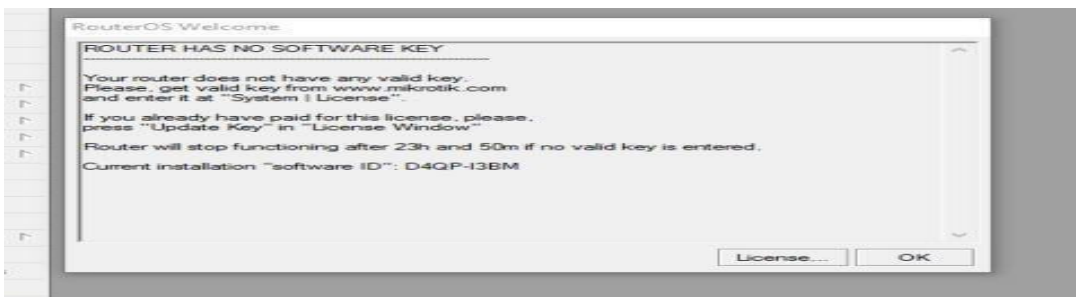 RouterOS Welcome
ROUTER HAS NO SOFTWARE KEY
Your router does not have any valid key.
Please, get valid key from www.mikrotik.com
and enter it at "System | License".
If you already have paid for this license, please,
press "Update Key" in "License Window"
Router will stop functioning after 23h and 50m if no valid key is entered.
Current installation "software ID": D4QP-I3BM
License... OK